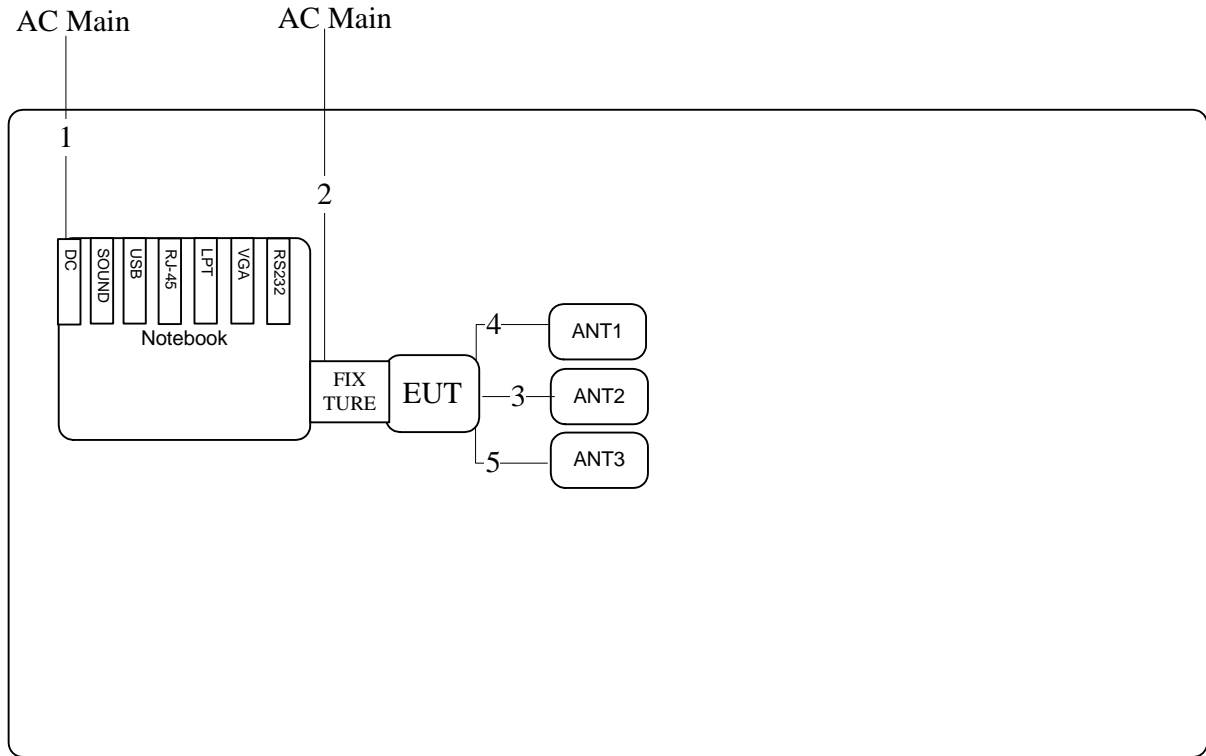 AC Main
AC Main
1
2
DC
SOUND
USB
RJ-45
LPT
VGA
RS232
Notebook
FIX
TURE
EUT
4
ANT1
3
ANT2
5
ANT3